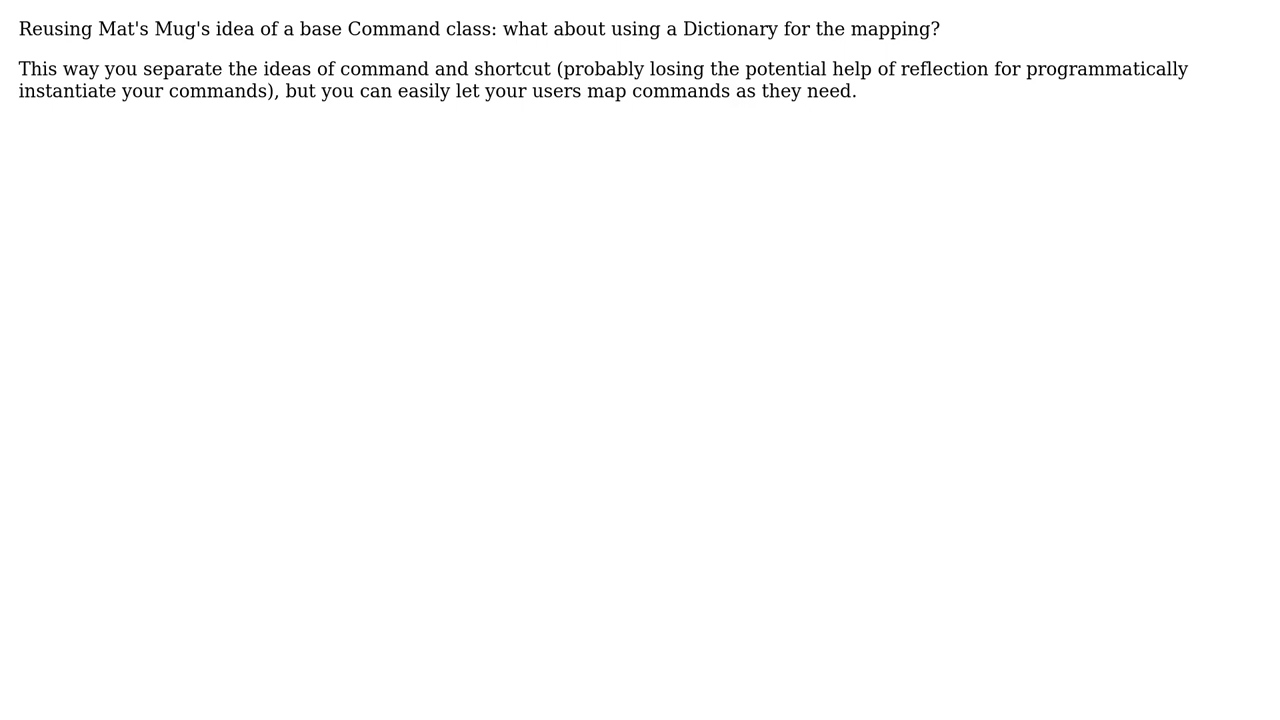 Reusing Mat's Mug's idea of a base Command class: what about using a Dictionary for the mapping?
This way you separate the ideas of command and shortcut (probably losing the potential help of reflection for programmatically
instantiate your commands), but you can easily let your users map commands as they need.